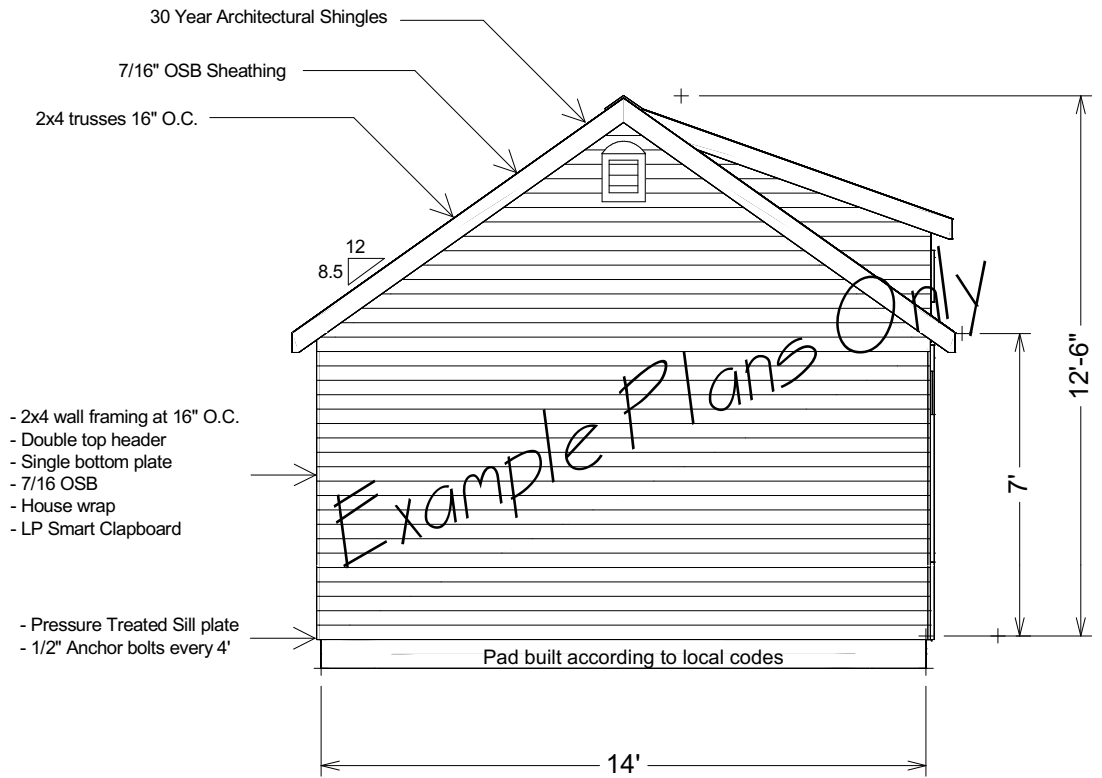 30 Year Architectural Shingles
7/16" OSB Sheathing
2x4 trusses 16" O.C.
12
8.5
Example Plans Only
12'-6"
7'
- 2x4 wall framing at 16" O.C.
- Double top header
- Single bottom plate
- 7/16 OSB
- House wrap
- LP Smart Clapboard
- Pressure Treated Sill plate
- 1/2" Anchor bolts every 4'
Pad built according to local codes
14'